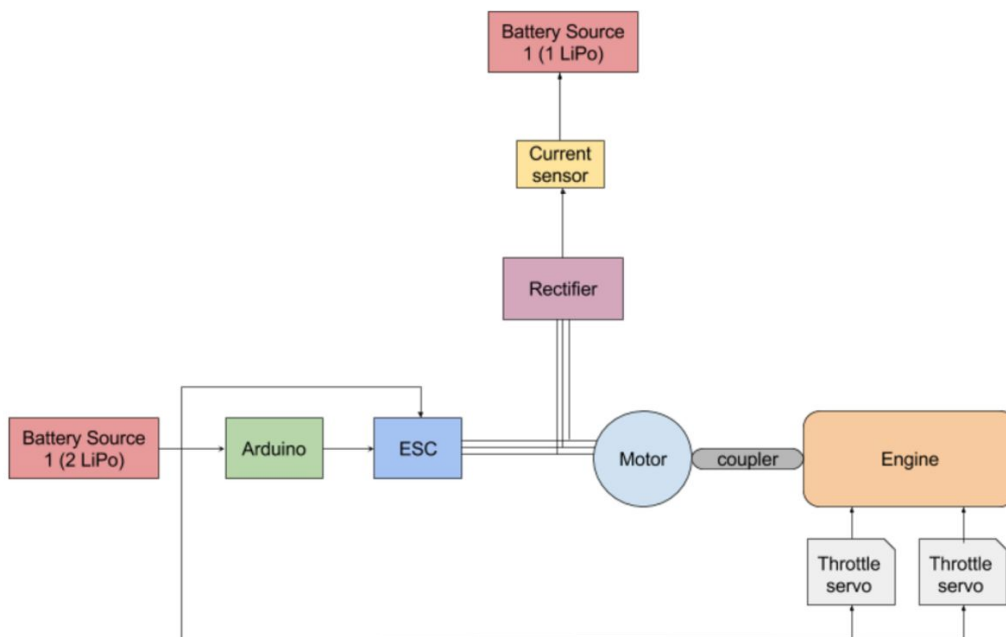 Battery Source
1 (1 LiPo)
Current
sensor
Rectifier
Battery Source
1 (2 LiPo)
Arduino
ESC
Motor
coupler
Engine
Throttle
servo
Throttle
servo